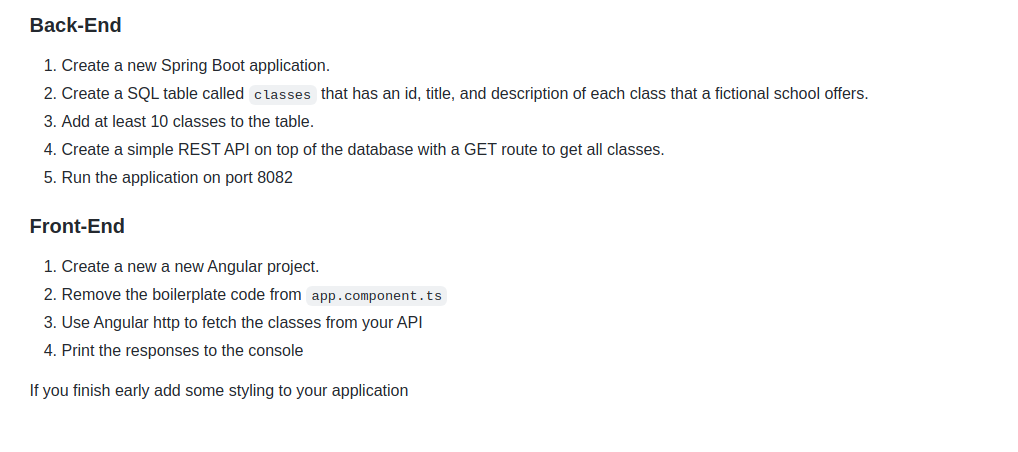 Back-End
1. Create a new Spring Boot application.
2. Create a SQL table called classes that has an id, title, and description of each class that a fictional school offers.
3. Add at least 10 classes to the table.
4. Create a simple REST API on top of the database with a GET route to get all classes.
5. Run the application on port 8082
Front-End
1. Create a new a new Angular project.
2. Remove the boilerplate code from app.component.ts
3. Use Angular http to fetch the classes from your API
4. Print the responses to the console
If you finish early add some styling to your application